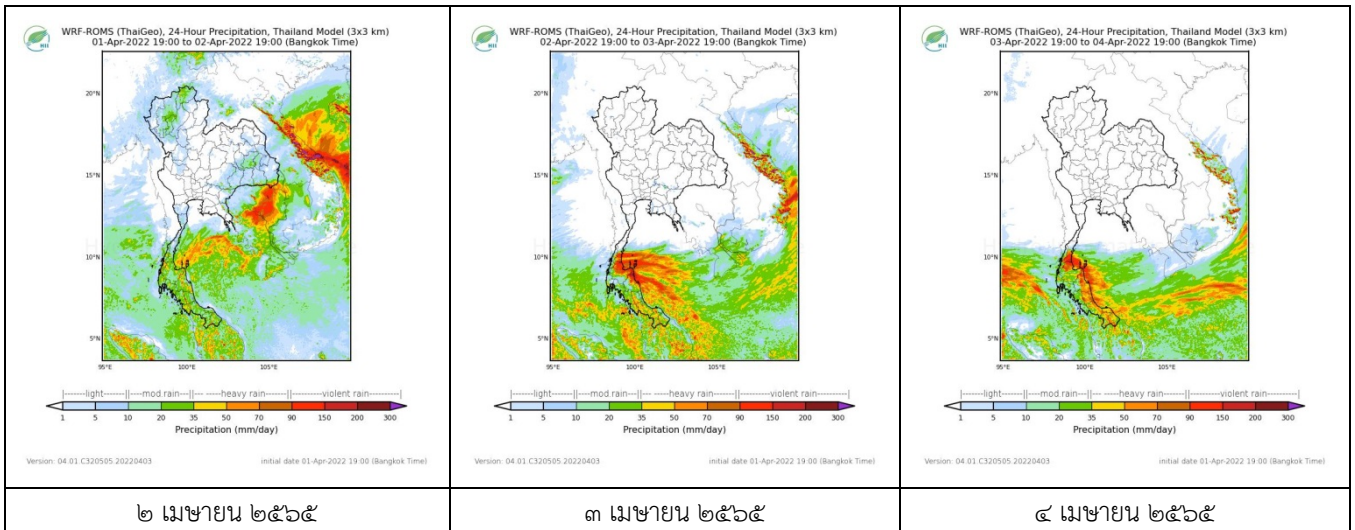 WRF-ROMS (ThaiGeo), 24-Hour Precipitation, Thailand Model (3x3 km)
01-Apr-2022 19:00 to 02-Apr-2022 19:00 (Bangkok Time)
HII
20°N
15°N
10°N
5°N
95°E 100°E 105°E
|-------light------||---mod.rain---||--- ----heavy rain----||-------violent rain-------|
1 5 10 20 35 50 70 90 150 200 300
Precipitation (mm/day)
Version: 04.01.C320505.20220403 initial date 01-Apr-2022 19:00 (Bangkok Time)
๒ เมษายน ๒๕๖๕
WRF-ROMS (ThaiGeo), 24-Hour Precipitation, Thailand Model (3x3 km)
02-Apr-2022 19:00 to 03-Apr-2022 19:00 (Bangkok Time)
HII
20°N
15°N
10°N
5°N
95°E 100°E 105°E
|-------light------||---mod.rain---||--- ----heavy rain----||-------violent rain-------|
1 5 10 20 35 50 70 90 150 200 300
Precipitation (mm/day)
Version: 04.01.C320505.20220403 initial date 01-Apr-2022 19:00 (Bangkok Time)
๓ เมษายน ๒๕๖๕
WRF-ROMS (ThaiGeo), 24-Hour Precipitation, Thailand Model (3x3 km)
03-Apr-2022 19:00 to 04-Apr-2022 19:00 (Bangkok Time)
HII
20°N
15°N
10°N
5°N
95°E 100°E 105°E
|-------light------||---mod.rain---||--- ----heavy rain----||-------violent rain-------|
1 5 10 20 35 50 70 90 150 200 300
Precipitation (mm/day)
Version: 04.01.C320505.20220403 initial date 01-Apr-2022 19:00 (Bangkok Time)
๔ เมษายน ๒๕๖๕